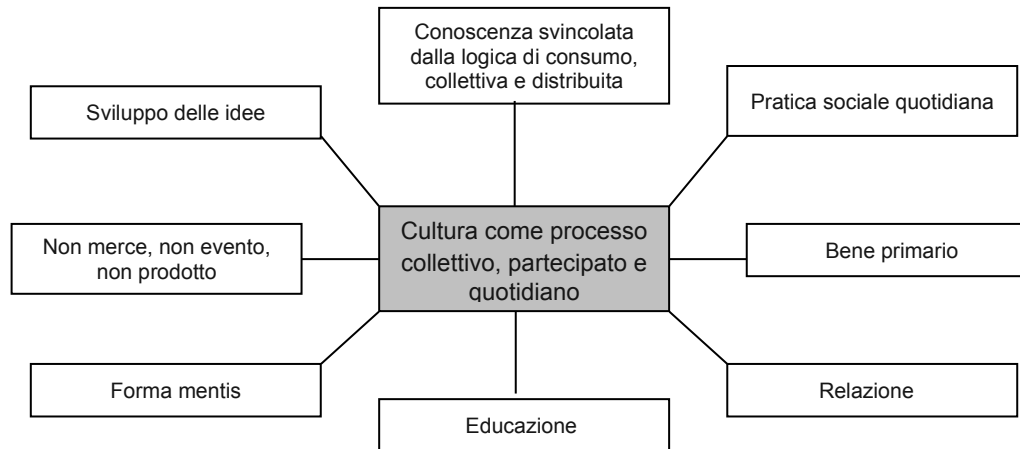 Conoscenza svincolata
dalla logica di consumo,
collettiva e distribuita
Sviluppo delle idee
Pratica sociale quotidiana
Non merce, non evento,
non prodotto
Cultura come processo
collettivo, partecipato e
quotidiano
Bene primario
Forma mentis
Educazione
Relazione